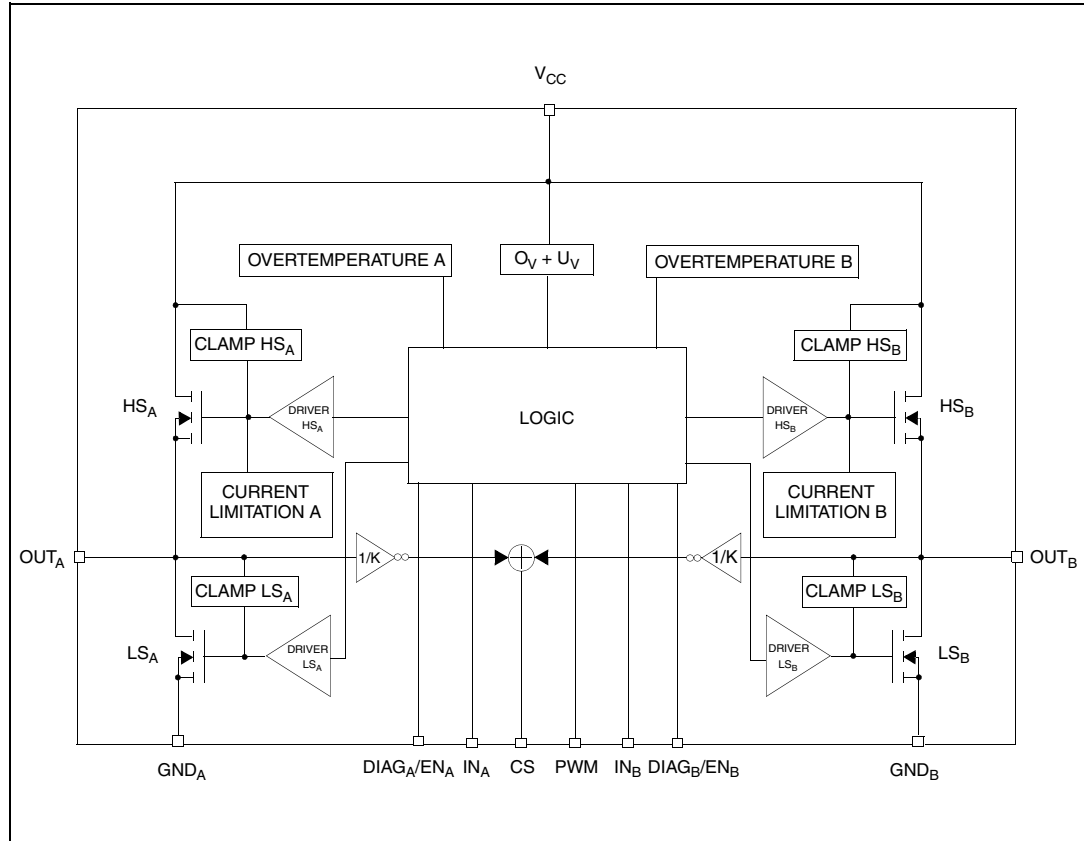 VCC
OVERTEMPERATURE A
OV + UV
OVERTEMPERATURE B
CLAMP HSA
CLAMP HSB
HSA
DRIVER
HSA
LOGIC
DRIVER
HSB
HSB
CURRENT
LIMITATION A
CURRENT
LIMITATION B
OUTA
1/K
1/K
OUTB
CLAMP LSA
CLAMP LSB
LSA
DRIVER
LSA
DRIVER
LSB
LSB
GNDA
DIAGA/ENA
INA
CS
PWM
INB
DIAGB/ENB
GNDB